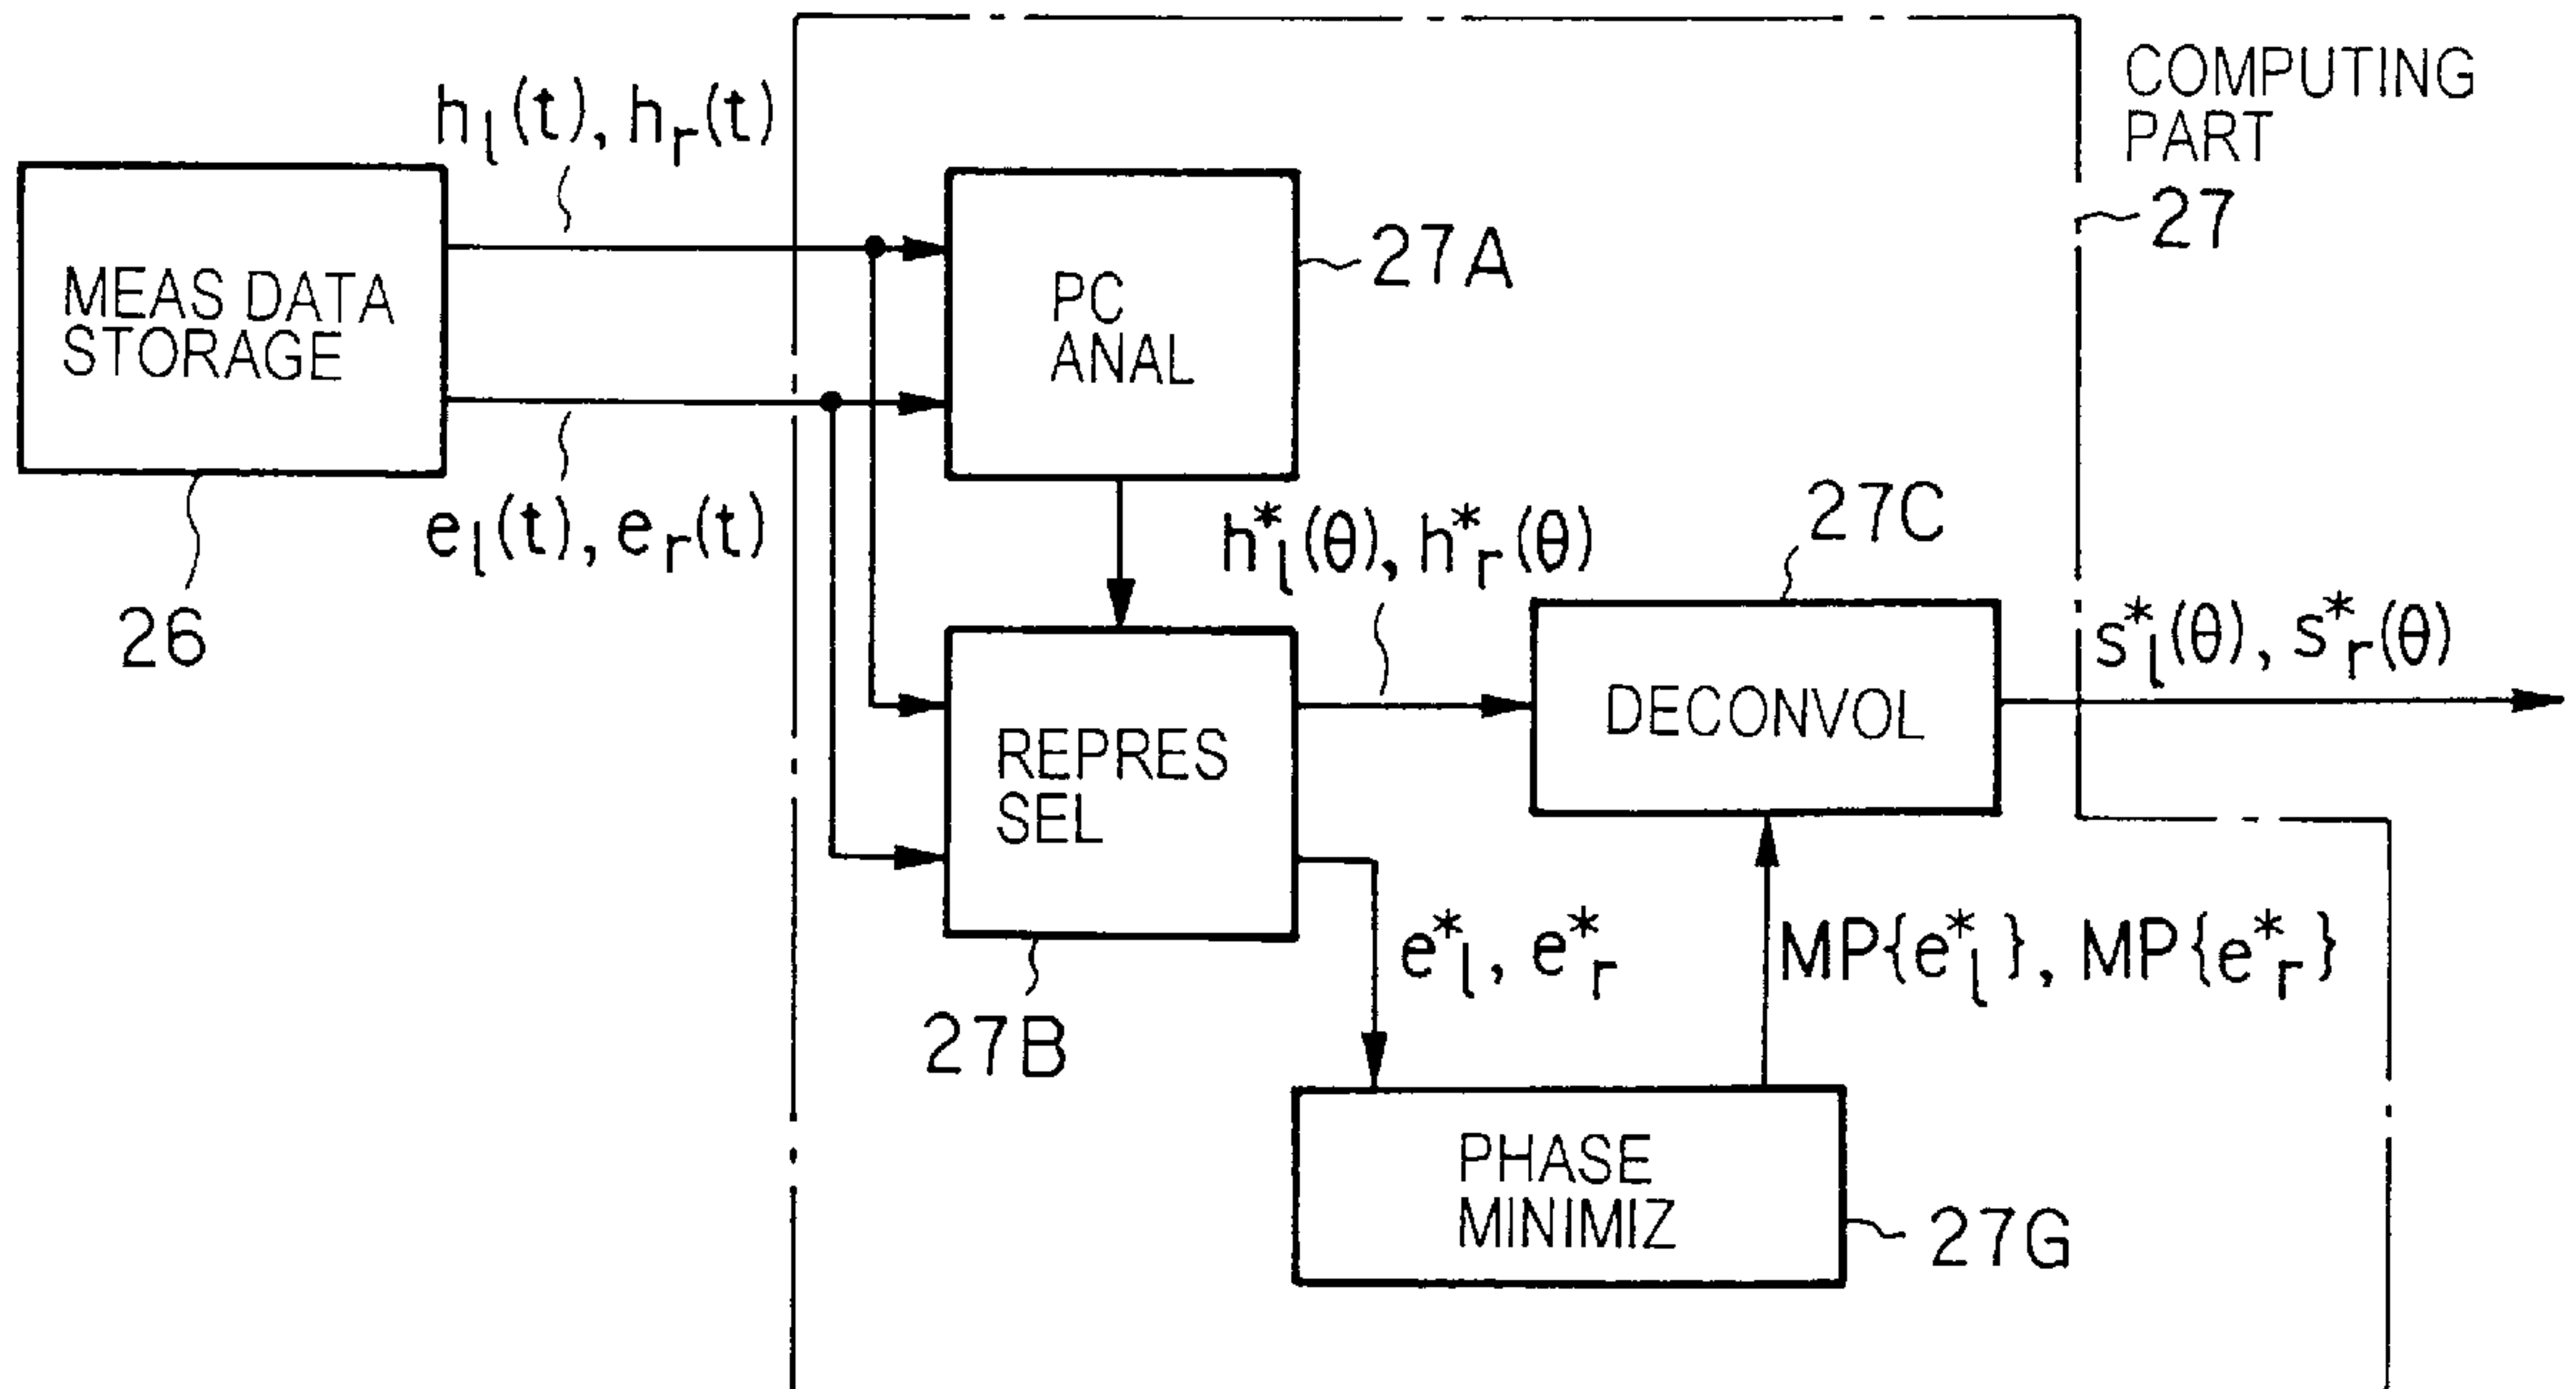 COMPUTING
PART
27
h_l(t), h_r(t)
MEAS DATA
STORAGE
26
e_l(t), e_r(t)
PC
ANAL
27A
h*_l(θ), h*_r(θ)
27C
DECONVOL
s*_l(θ), s*_r(θ)
REPRES
SEL
27B
e*_l, e*_r
MP{e*_l}, MP{e*_r}
PHASE
MINIMIZ
27G